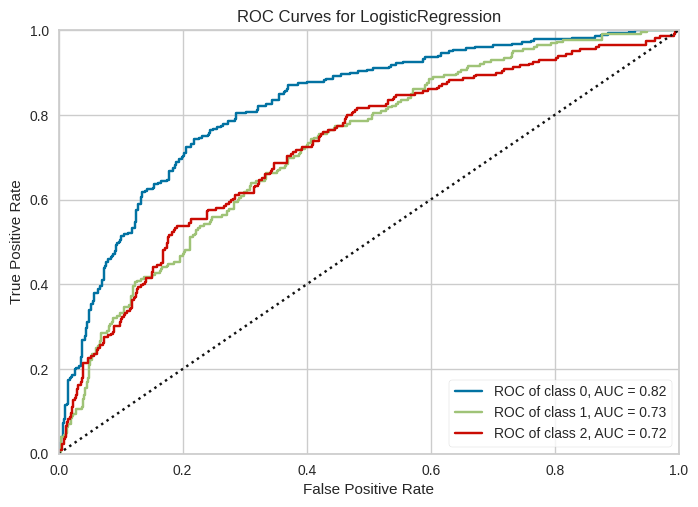 ROC Curves for LogisticRegression
True Positive Rate
1.0
0.8
0.6
0.4
0.2
0.0
ROC of class 0, AUC = 0.82
ROC of class 1, AUC = 0.73
ROC of class 2, AUC = 0.72
0.0 0.2 0.4 0.6 0.8 1.0
False Positive Rate